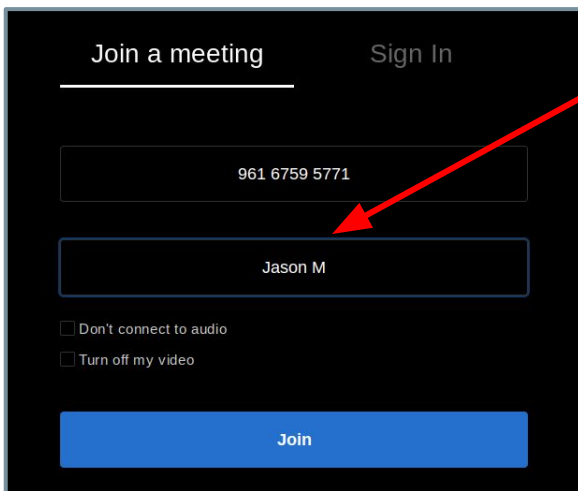 Join a meeting Sign In
961 6759 5771
Jason M
Don't connect to audio
Turn off my video
Join